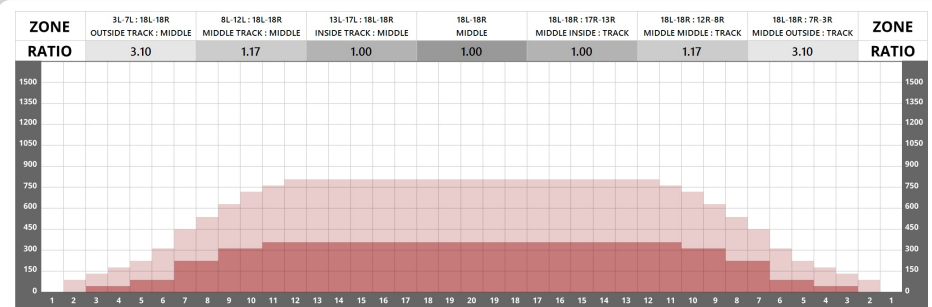 ZONE 3L-7L : 18L-18R 8L-12L : 18L-18R 13L-17L : 18L-18R 18L-18R 18L-18R : 17R-13R 18L-18R : 12R-8R 18L-18R : 7R-3R ZONE
OUTSIDE TRACK : MIDDLE MIDDLE TRACK : MIDDLE INSIDE TRACK : MIDDLE MIDDLE MIDDLE INSIDE : TRACK MIDDLE MIDDLE : TRACK MIDDLE OUTSIDE : TRACK
RATIO 3.10 1.17 1.00 1.00 1.00 1.17 3.10 RATIO
1500 1500
1350 1350
1200 1200
1050 1050
900 900
750 750
600 600
450 450
300 300
150 150
0 0
1 2 3 4 5 6 7 8 9 10 11 12 13 14 15 16 17 18 19 20 19 18 17 16 15 14 13 12 11 10 9 8 7 6 5 4 3 2 1